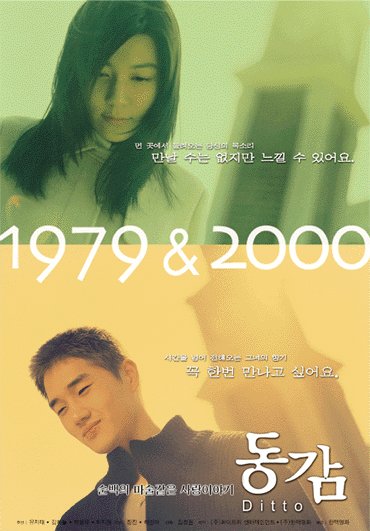 먼 곳에서 들려오는 당신의 목소리
만날 수는 없지만 느낄 수 있어요.
1979 & 2000
시간을 넘어 전해오는 그녀의 향기
꼭 한번 만나고 싶어요.
순백의 마술같은 사랑이야기
동감
Ditto